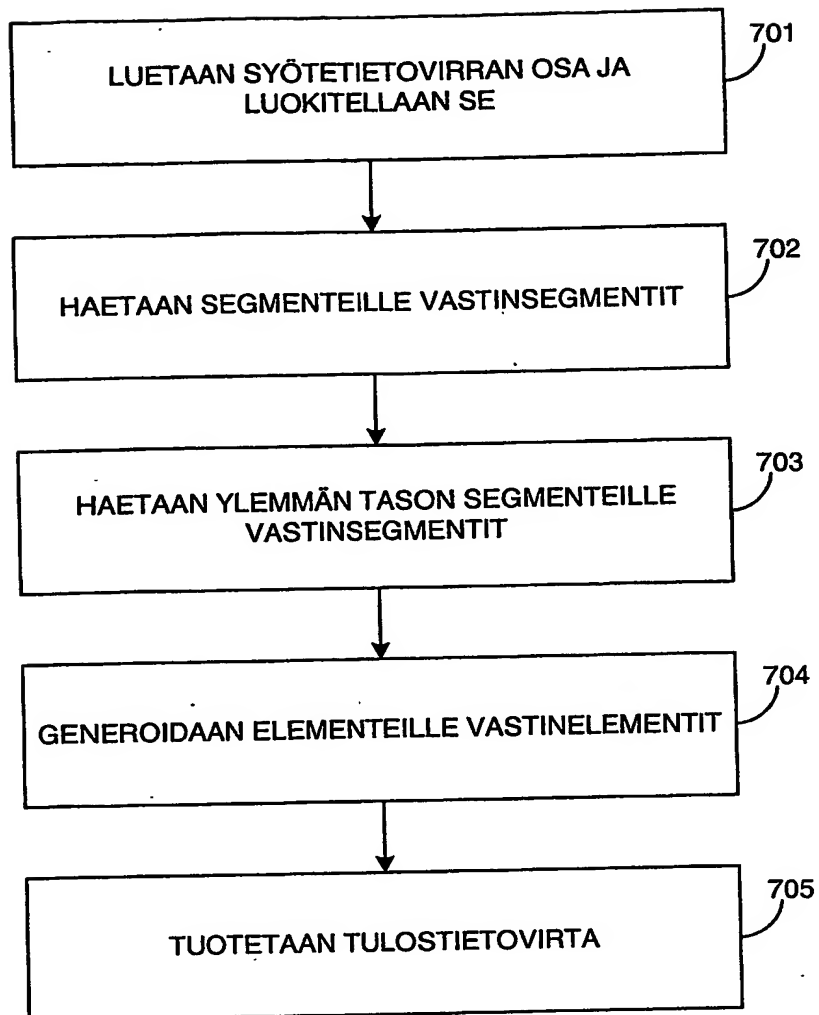 701
LUETAAN SYÖTETIETOVIRRAN OSA JA
LUOKITELLAAN SE
702
HAETAAN SEGMENTEILLE VASTINSEGMENTIT
703
HAETAAN YLEMMÄN TASON SEGMENTEILLE
VASTINSEGMENTIT
704
GENEROIDAAN ELEMENTEILLE VASTINELEMENTIT
705
TUOTETAAN TULOSTIETOVIRTA